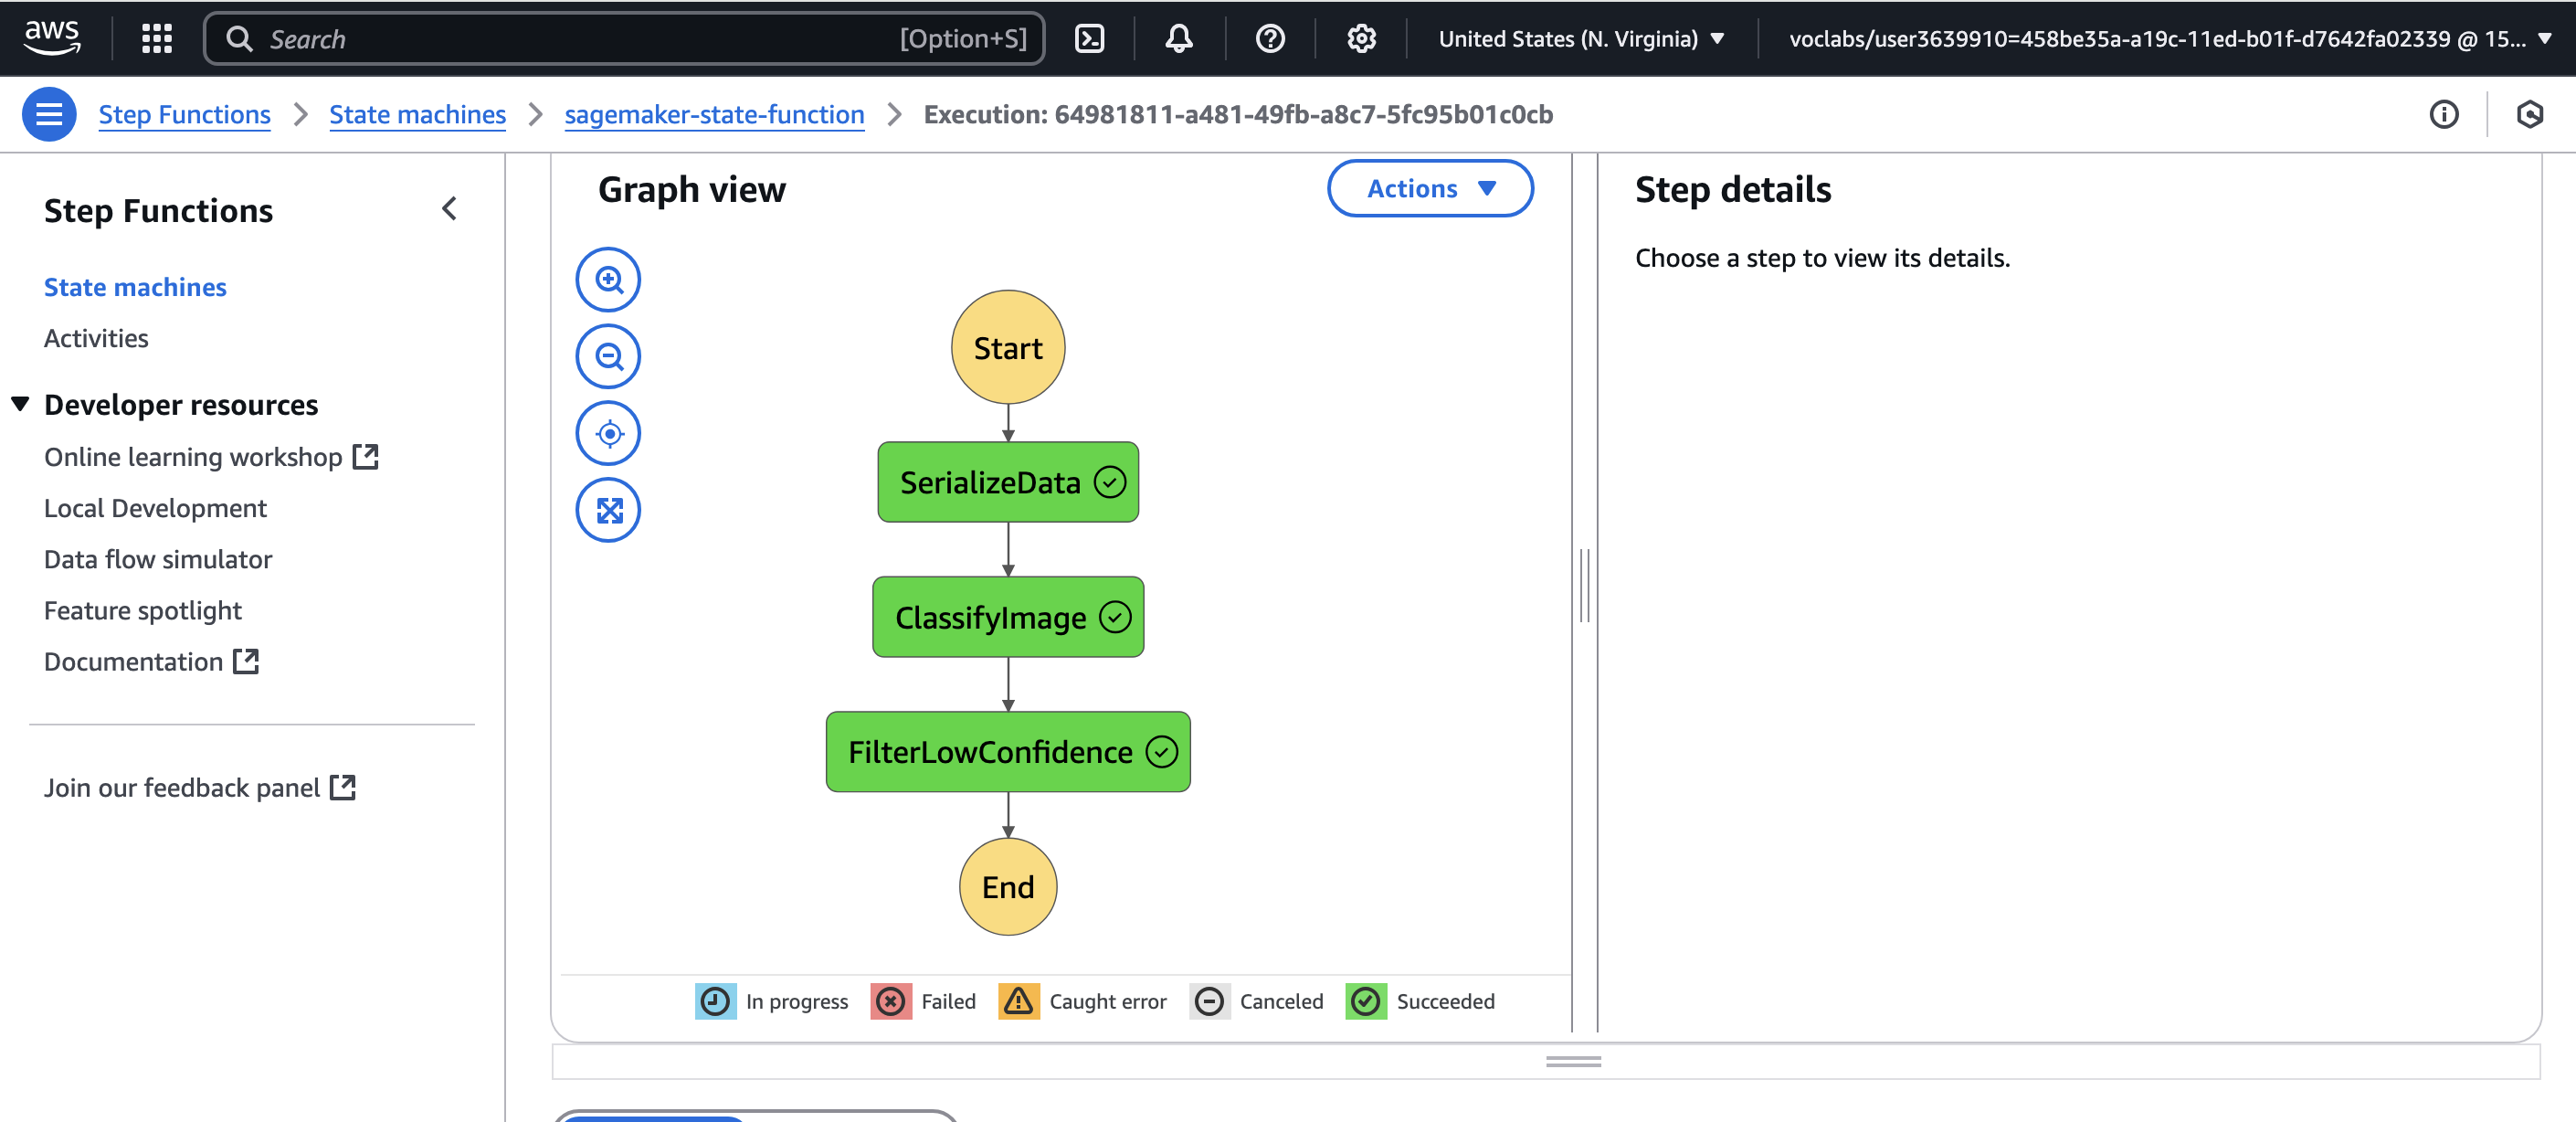 aws
Search
[Option+S]
United States (N. Virginia)
voclabs/user3639910=458be35a-a19c-11ed-b01f-d7642fa02339 @ 15...
Step Functions
State machines
sagemaker-state-function
Execution: 64981811-a481-49fb-a8c7-5fc95b01c0cb
Step Functions
State machines
Activities
Developer resources
Online learning workshop
Local Development
Data flow simulator
Feature spotlight
Documentation
Join our feedback panel
Graph view
Actions
Start
SerializeData
ClassifyImage
FilterLowConfidence
End
In progress
Failed
Caught error
Canceled
Succeeded
Step details
Choose a step to view its details.